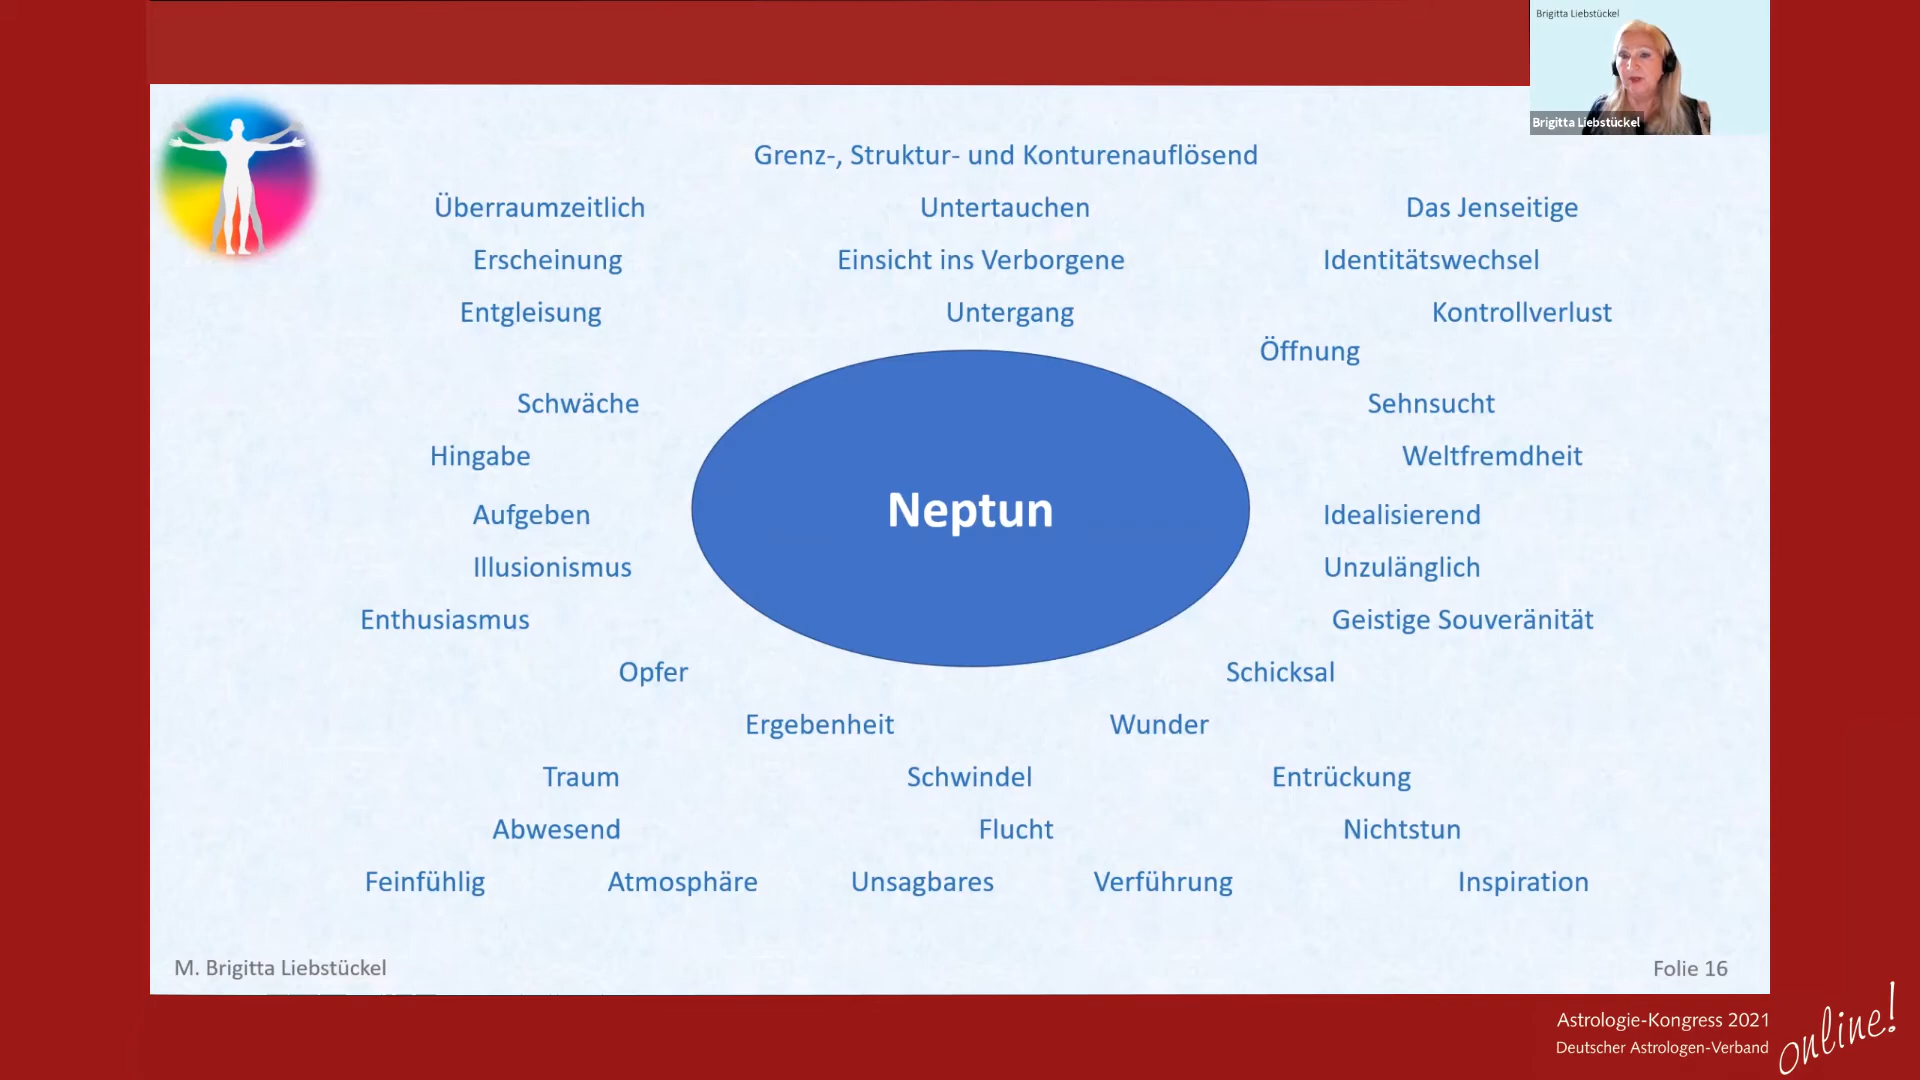 Brigitta Liebstückel
Brigitta Liebstückel
Grenz-, Struktur- und Konturenauflösend
Überraumzeitlich Untertauchen Das Jenseitige
Erscheinung Einsicht ins Verborgene Identitätswechsel
Entgleisung Untergang Kontrollverlust
Öffnung
Schwäche Sehnsucht
Hingabe Weltfremdheit
Neptun
Aufgeben Idealisierend
Illusionismus Unzulänglich
Enthusiasmus Geistige Souveränität
Opfer Schicksal
Ergebenheit Wunder
Traum Schwindel Entrückung
Abwesend Flucht Nichtstun
Feinfühlig Atmosphäre Unsagbares Verführung Inspiration
M. Brigitta Liebstückel Folie 16
Astrologie-Kongress 2021
Deutscher Astrologen-Verband
online!